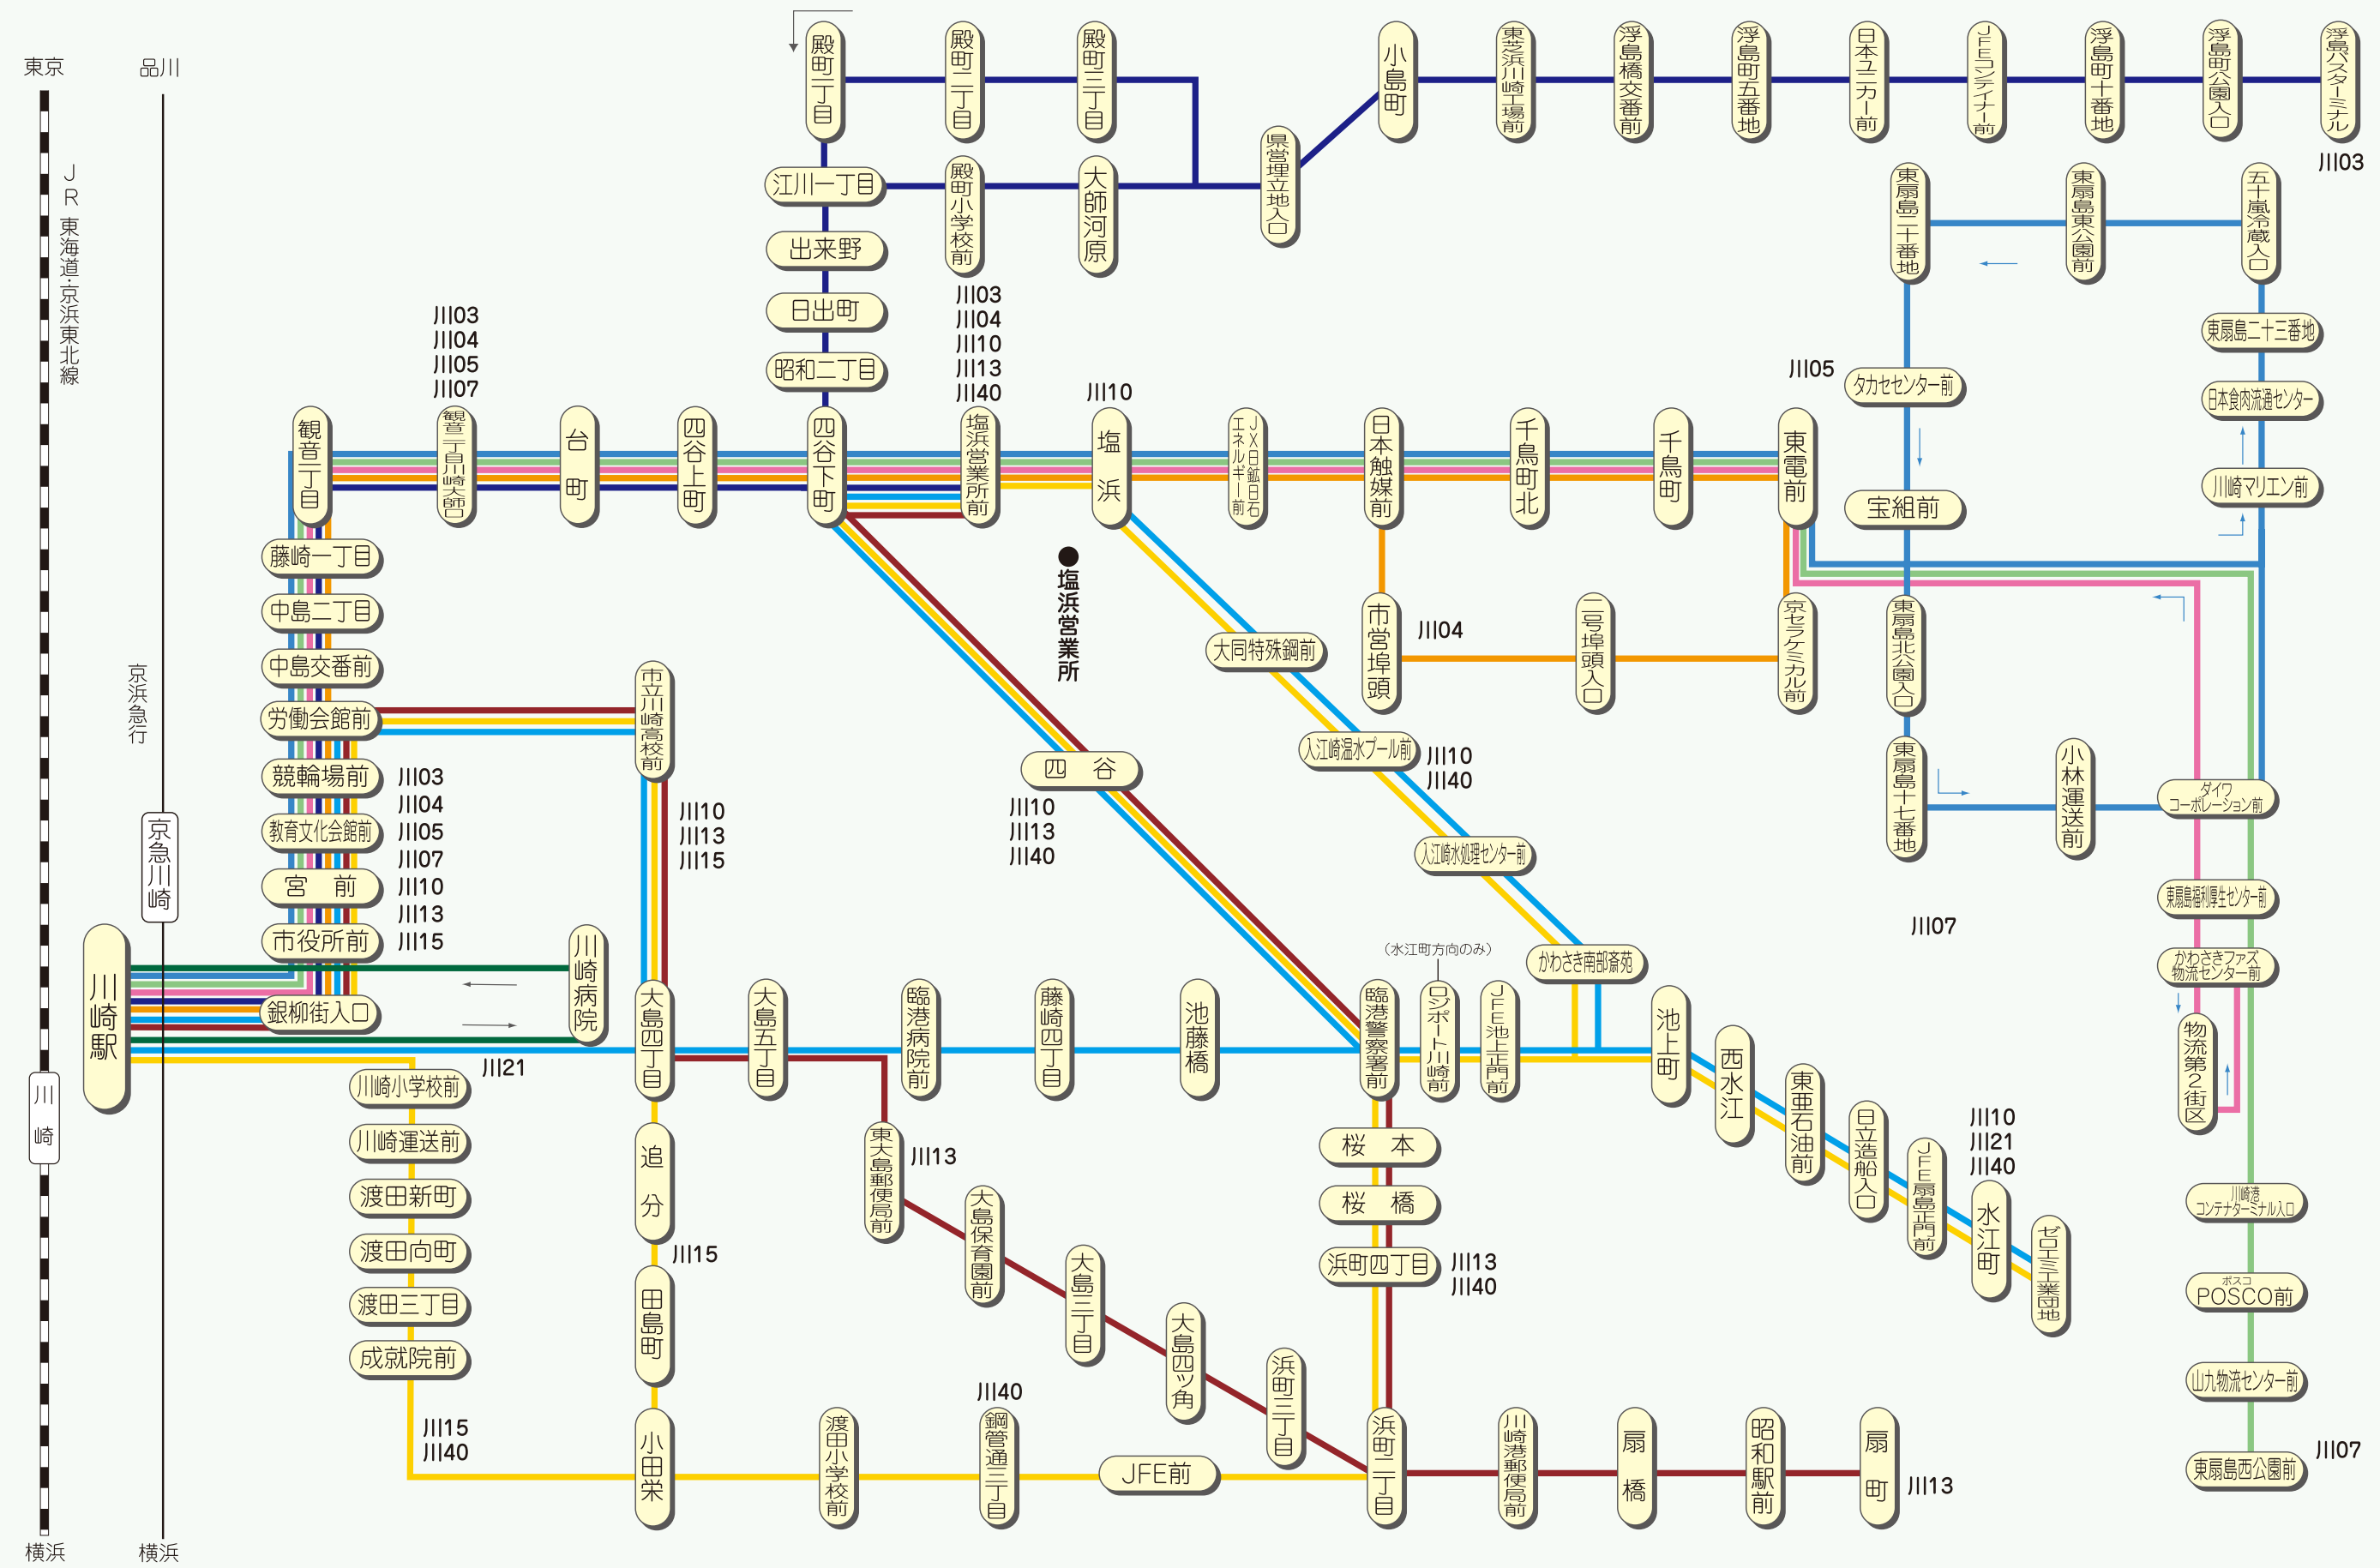 東京
品川
JR 東海道・京浜東北線
京浜急行
京急川崎
川崎
横浜
横浜
殿町一丁目
殿町二丁目
殿町三丁目
小島町
東芝浜川崎工場前
浮島橋交番前
浮島町五番地
日本ユニカー前
JFEコンテイナー前
浮島町十番地
浮島町公園入口
浮島バスターミナル
川03
江川一丁目
殿町小学校前
大師河原
県営埋立地入口
東扇島二十番地
東扇島東公園前
五十嵐冷蔵入口
出来野
日出町
昭和二丁目
東扇島二十三番地
日本食肉流通センター
川崎マリエン前
タカセセンター前
宝組前
川03
川04
川05
川07
川03
川04
川10
川13
川40
川10
川05
観音二丁目
観音二丁目川崎大師口
台町
四谷上町
四谷下町
塩浜営業所前
塩浜
JX日鉱日石
エネルギー前
日本触媒前
千鳥町北
千鳥町
東電前
藤崎一丁目
中島二丁目
中島交番前
労働会館前
競輪場前
教育文化会館前
宮前
市役所前
銀柳街入口
川03
川04
川05
川07
川10
川13
川15
市立川崎高校前
川10
川13
川15
●塩浜営業所
四谷
川10
川13
川40
大同特殊鋼前
入江崎温水プール前
川10
川40
入江崎水処理センター前
かわさき南部斎苑
市営埠頭
川04
二号埠頭入口
京セラケミカル前
東扇島北公園入口
東扇島十七番地
小林運送前
川07
ダイワ
コーポレーション前
東扇島福利厚生センター前
かわさきファズ
物流センター前
物流第2街区
川崎港
コンテナターミナル入口
ポスコ
POSCO前
山九物流センター前
東扇島西公園前
川07
川崎駅
川崎病院
川21
大島四丁目
大島五丁目
臨港病院前
藤崎四丁目
池藤橋
臨港警察署前
(水江町方向のみ)
ロジポート川崎前
JFE池上正門前
池上町
西水江
東亜石油前
日立造船入口
JFE扇島正門前
水江町
ゼロエミ工業団地
川10
川21
川40
川崎小学校前
川崎運送前
渡田新町
渡田向町
渡田三丁目
成就院前
川15
川40
追分
川15
田島町
小田栄
渡田小学校前
鋼管通三丁目
川40
JFE前
東大島郵便局前
川13
大島保育園前
大島三丁目
大島四ツ角
浜町三丁目
桜本
桜橋
浜町四丁目
川13
川40
浜町二丁目
川崎港郵便局前
扇橋
昭和駅前
扇町
川13